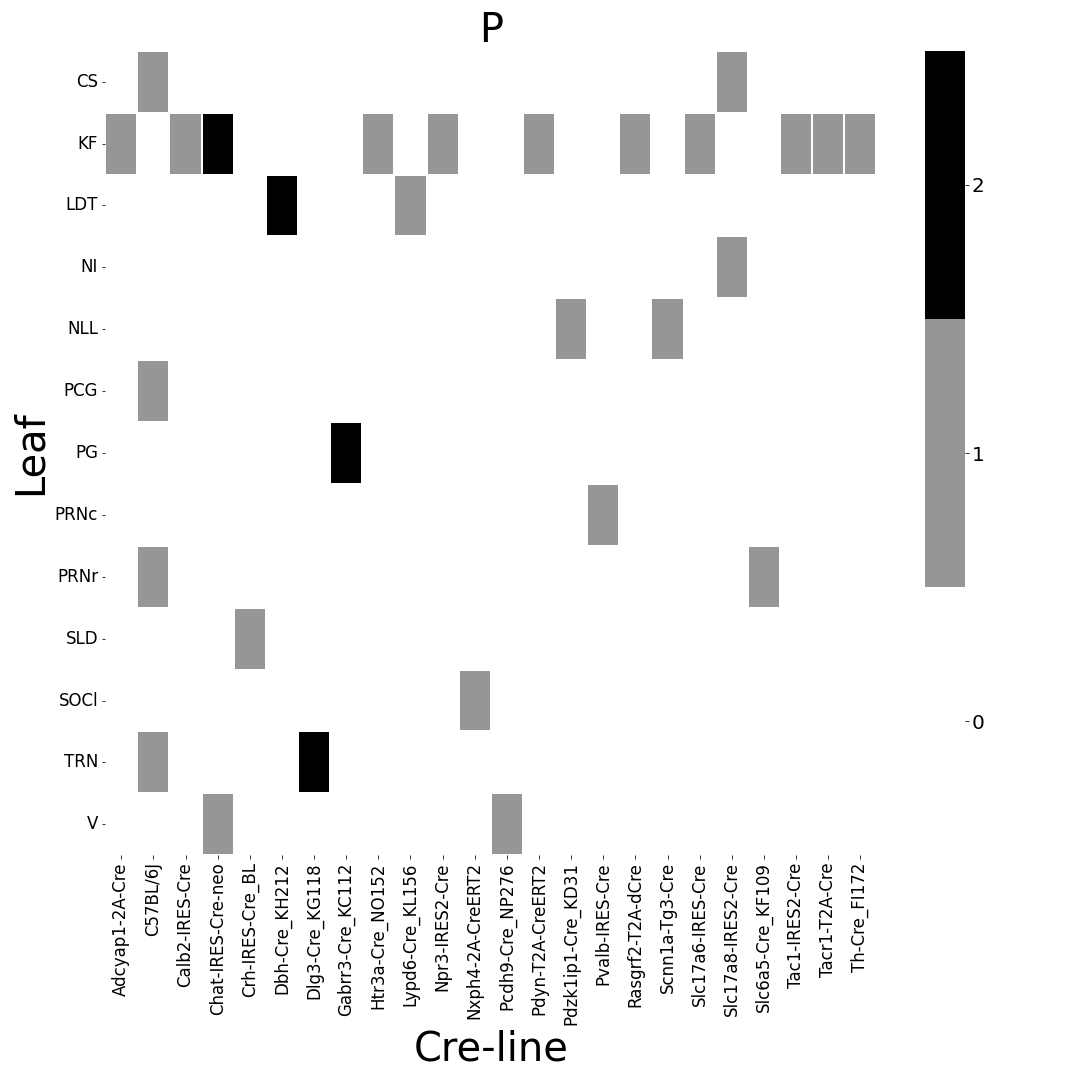 P
CS
KF
LDT
NI
NLL
PCG
PG
PRNc
PRNr
SLD
SOCl
TRN
V
Leaf
2
1
0
Adcyap1-2A-Cre
C57BL/6J
Calb2-IRES-Cre
Chat-IRES-Cre-neo
Crh-IRES-Cre_BL
Dbh-Cre_KH212
Dlg3-Cre_KG118
Gabrr3-Cre_KC112
Htr3a-Cre_NO152
Lypd6-Cre_KL156
Npr3-IRES2-Cre
Nxph4-2A-CreERT2
Pcdh9-Cre_NP276
Pdyn-T2A-CreERT2
Pdzk1ip1-Cre_KD31
Pvalb-IRES-Cre
Rasgrf2-T2A-dCre
Scnn1a-Tg3-Cre
Slc17a6-IRES-Cre
Slc17a8-IRES2-Cre
Slc6a5-Cre_KF109
Tac1-IRES2-Cre
Tacr1-T2A-Cre
Th-Cre_FI172
Cre-line